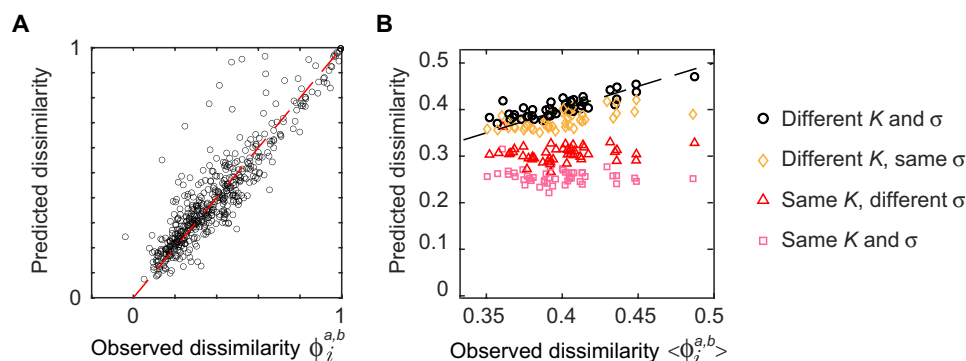 A
1
Predicted dissimilarity
0
0
1
Observed dissimilarity ϕ_i^{a,b}
B
0.5
0.4
0.3
0.2
0.1
0
Predicted dissimilarity
0.35
0.4
0.45
0.5
Observed dissimilarity <ϕ_i^{a,b}>
Different K and σ
Different K, same σ
Same K, different σ
Same K and σ